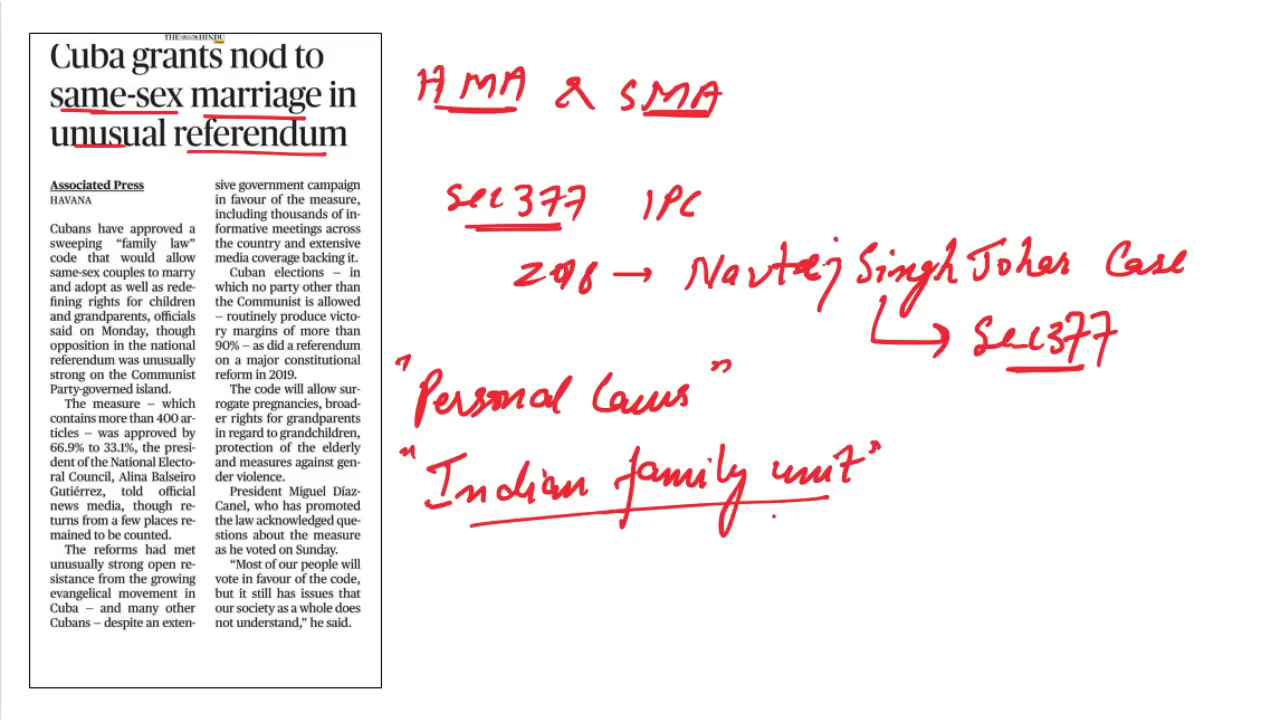 THE HINDU
Cuba grants nod to
same-sex marriage in
unusual referendum
Associated Press
HAVANA
Cubans have approved a
sweeping “family law”
code that would allow
same-sex couples to marry
and adopt as well as rede-
fining rights for children
and grandparents, officials
said on Monday, though
opposition in the national
referendum was unusually
strong on the Communist
Party-governed island.
The measure – which
contains more than 400 ar-
ticles – was approved by
66.9% to 33.1%, the presi-
dent of the National Electo-
ral Council, Alina Balseiro
Gutiérrez, told official
news media, though re-
turns from a few places re-
mained to be counted.
The reforms had met
unusually strong open re-
sistance from the growing
evangelical movement in
Cuba – and many other
Cubans – despite an exten-
sive government campaign
in favour of the measure,
including thousands of in-
formative meetings across
the country and extensive
media coverage backing it.
Cuban elections – in
which no party other than
the Communist is allowed
– routinely produce victo-
ry margins of more than
90% – as did a referendum
on a major constitutional
reform in 2019.
The code will allow sur-
rogate pregnancies, broad-
er rights for grandparents
in regard to grandchildren,
protection of the elderly
and measures against gen-
der violence.
President Miguel Díaz-
Canel, who has promoted
the law acknowledged que-
stions about the measure
as he voted on Sunday.
“Most of our people will
vote in favour of the code,
but it still has issues that
our society as a whole does
not understand,” he said.
HMA & SMA
Sec 377 IPC
→ Navtej Singh Johar Case
→ Sec 377
"Personal Laws"
"Indian family unit"